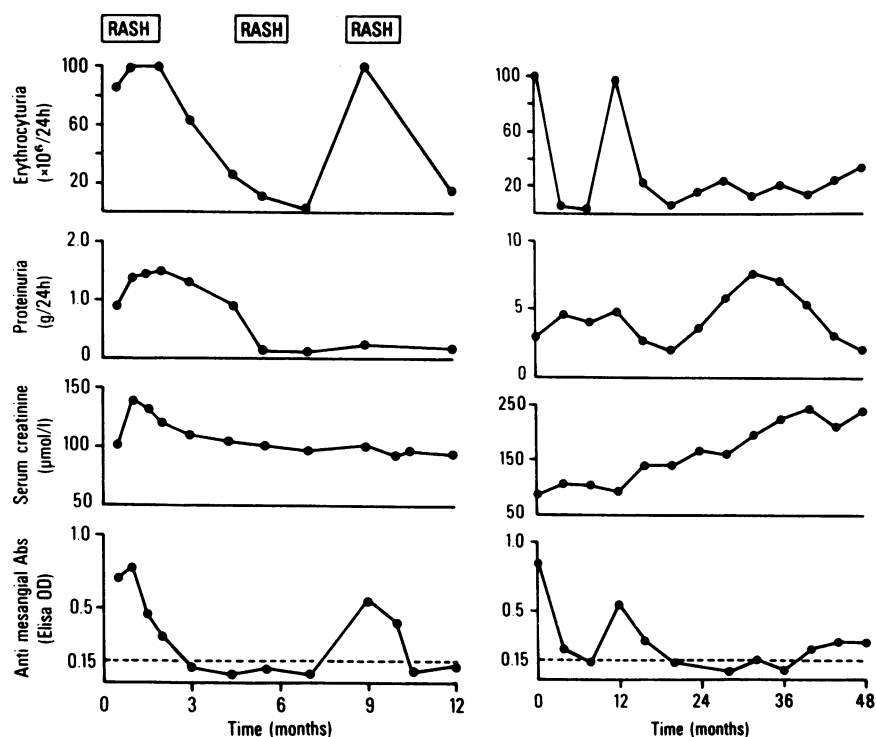 RASH RASH RASH
Erythrocyturia
(×10⁶/24h)
100
60
20
100
60
20
Proteinuria
(g/24h)
2.0
1.0
0
10
5
0
Serum creatinine
(µmol/l)
150
100
50
250
150
50
Anti mesangial Abs
(Elisa OD)
1.0
0.5
0.15
0 3 6 9 12
Time (months)
1.0
0.5
0.15
0 12 24 36 48
Time (months)